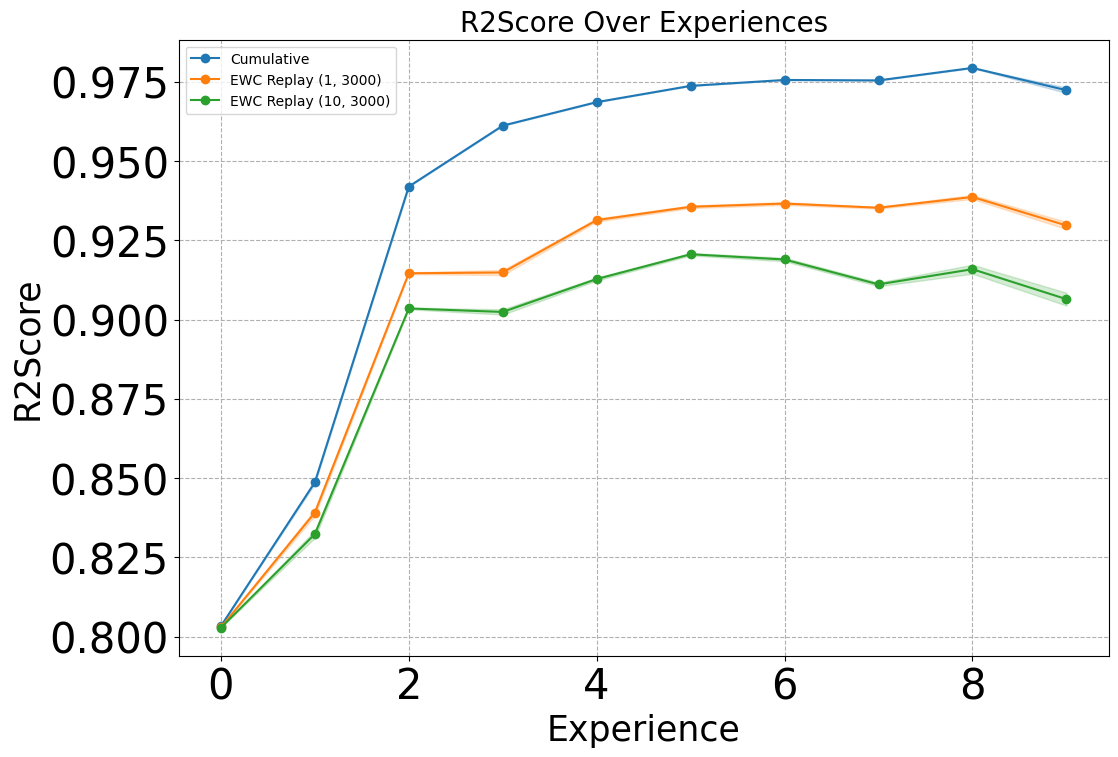 R2Score Over Experiences
Cumulative
EWC Replay (1, 3000)
EWC Replay (10, 3000)
0.975
0.950
0.925
0.900
0.875
0.850
0.825
0.800
R2Score
0 2 4 6 8
Experience